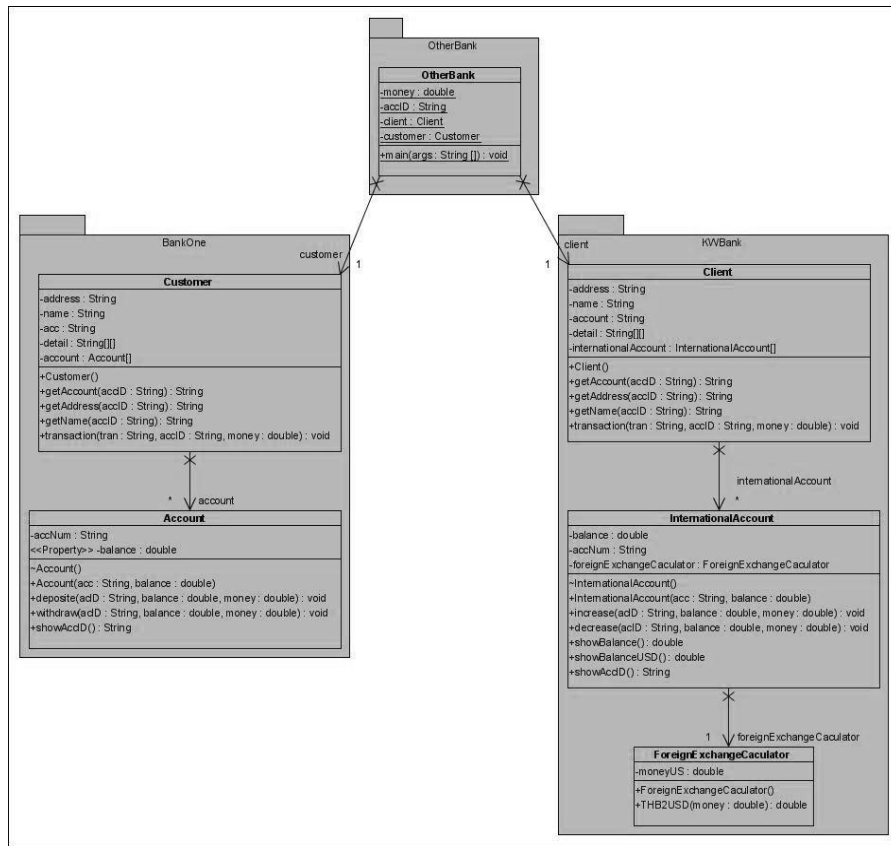 OtherBank
OtherBank
-money : double
-accID : String
-client : Client
-customer : Customer
+main(args : String []) : void
BankOne
customer
1
Customer
-address : String
-name : String
-acc : String
-detail : String[][]
-account : Account[]
+Customer()
+getAccount(accID : String) : String
+getAddress(accID : String) : String
+getName(accID : String) : String
+transaction(tran : String, accID : String, money : double) : void
*
account
Account
-accNum : String
<<Property>> -balance : double
~Account()
+Account(acc : String, balance : double)
+deposite(acID : String, balance : double, money : double) : void
+withdraw(acID : String, balance : double, money : double) : void
+showAccID() : String
KWBank
client
1
Client
-address : String
-name : String
-account : String
-detail : String[][]
-internationalAccount : InternationalAccount[]
+Client()
+getAccount(accID : String) : String
+getAddress(accID : String) : String
+getName(accID : String) : String
+transaction(tran : String, accID : String, money : double) : void
internationalAccount
*
InternationalAccount
-balance : double
-accNum : String
-foreignExchangeCaculator : ForeignExchangeCaculator
~InternationalAccount()
+InternationalAccount(acc : String, balance : double)
+increase(acID : String, balance : double, money : double) : void
+decrease(acID : String, balance : double, money : double) : void
+showBalance() : double
+showBalanceUSD() : double
+showAccID() : String
1
foreignExchangeCaculator
ForeignExchangeCaculator
-moneyUS : double
+ForeignExchangeCaculator()
+THB2USD(money : double) : double